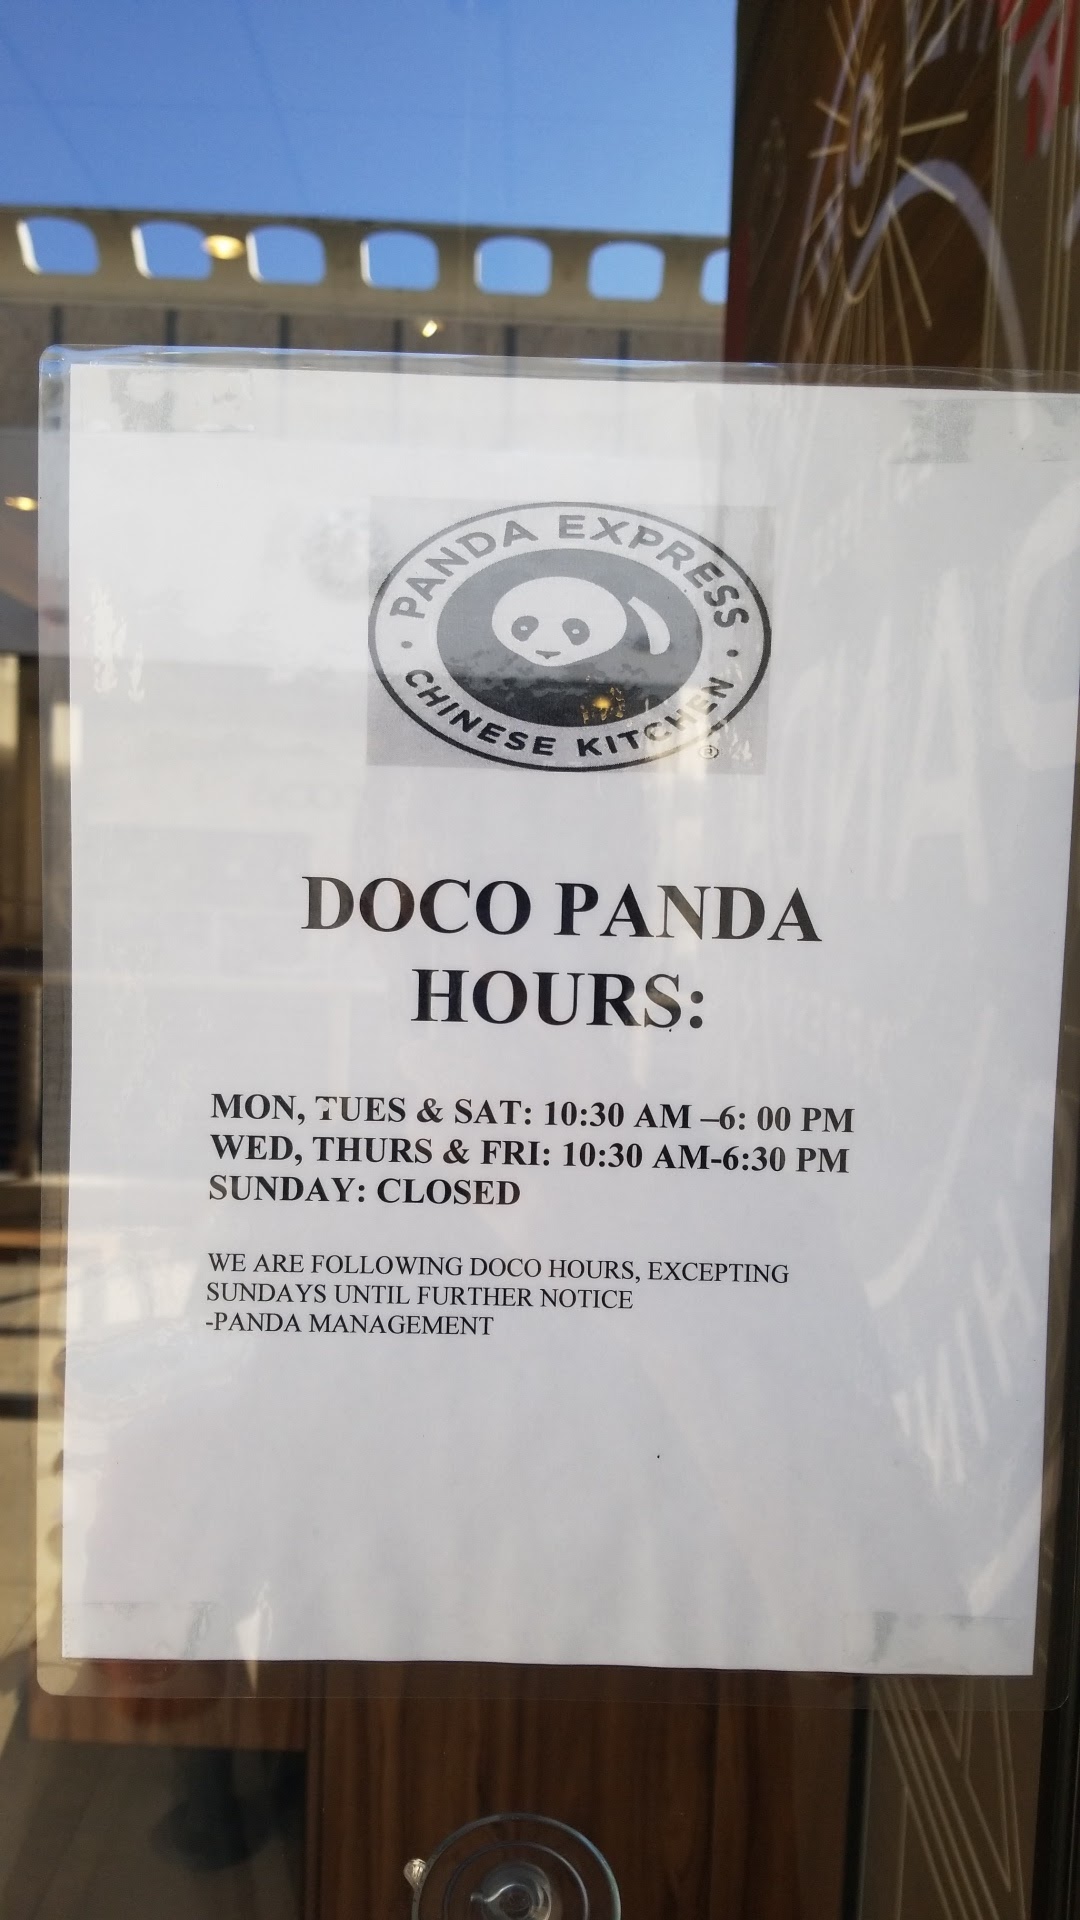 PANDA EXPRESS
CHINESE KITCHEN
®
DOCO PANDA
HOURS:
MON, TUES & SAT: 10:30 AM –6: 00 PM
WED, THURS & FRI: 10:30 AM-6:30 PM
SUNDAY: CLOSED
WE ARE FOLLOWING DOCO HOURS, EXCEPTING
SUNDAYS UNTIL FURTHER NOTICE
-PANDA MANAGEMENT